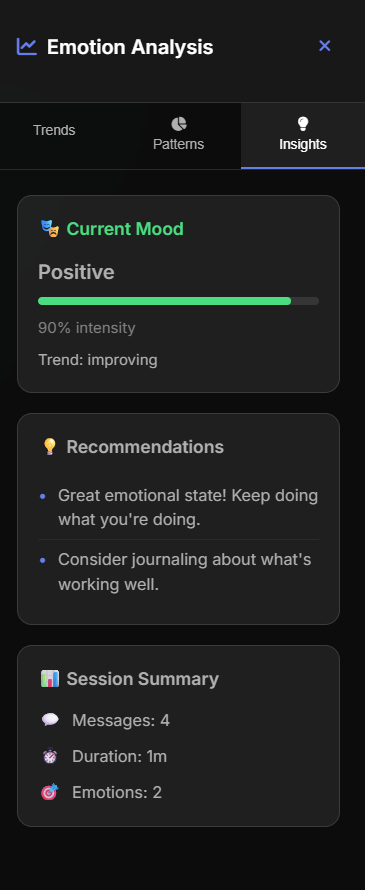 Emotion Analysis
Trends
Patterns
Insights
Current Mood
Positive
90% intensity
Trend: improving
Recommendations
Great emotional state! Keep doing
what you're doing.
Consider journaling about what's
working well.
Session Summary
Messages: 4
Duration: 1m
Emotions: 2